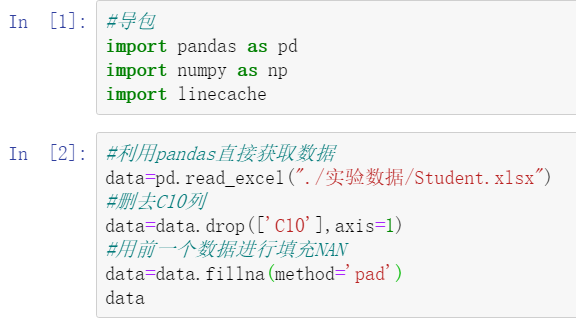 In [1]:
#导包
import pandas as pd
import numpy as np
import linecache
In [2]:
#利用pandas直接获取数据
data=pd.read_excel("./实验数据/Student.xlsx")
#删去C10列
data=data.drop(['C10'],axis=1)
#用前一个数据进行填充NAN
data=data.fillna(method='pad')
data